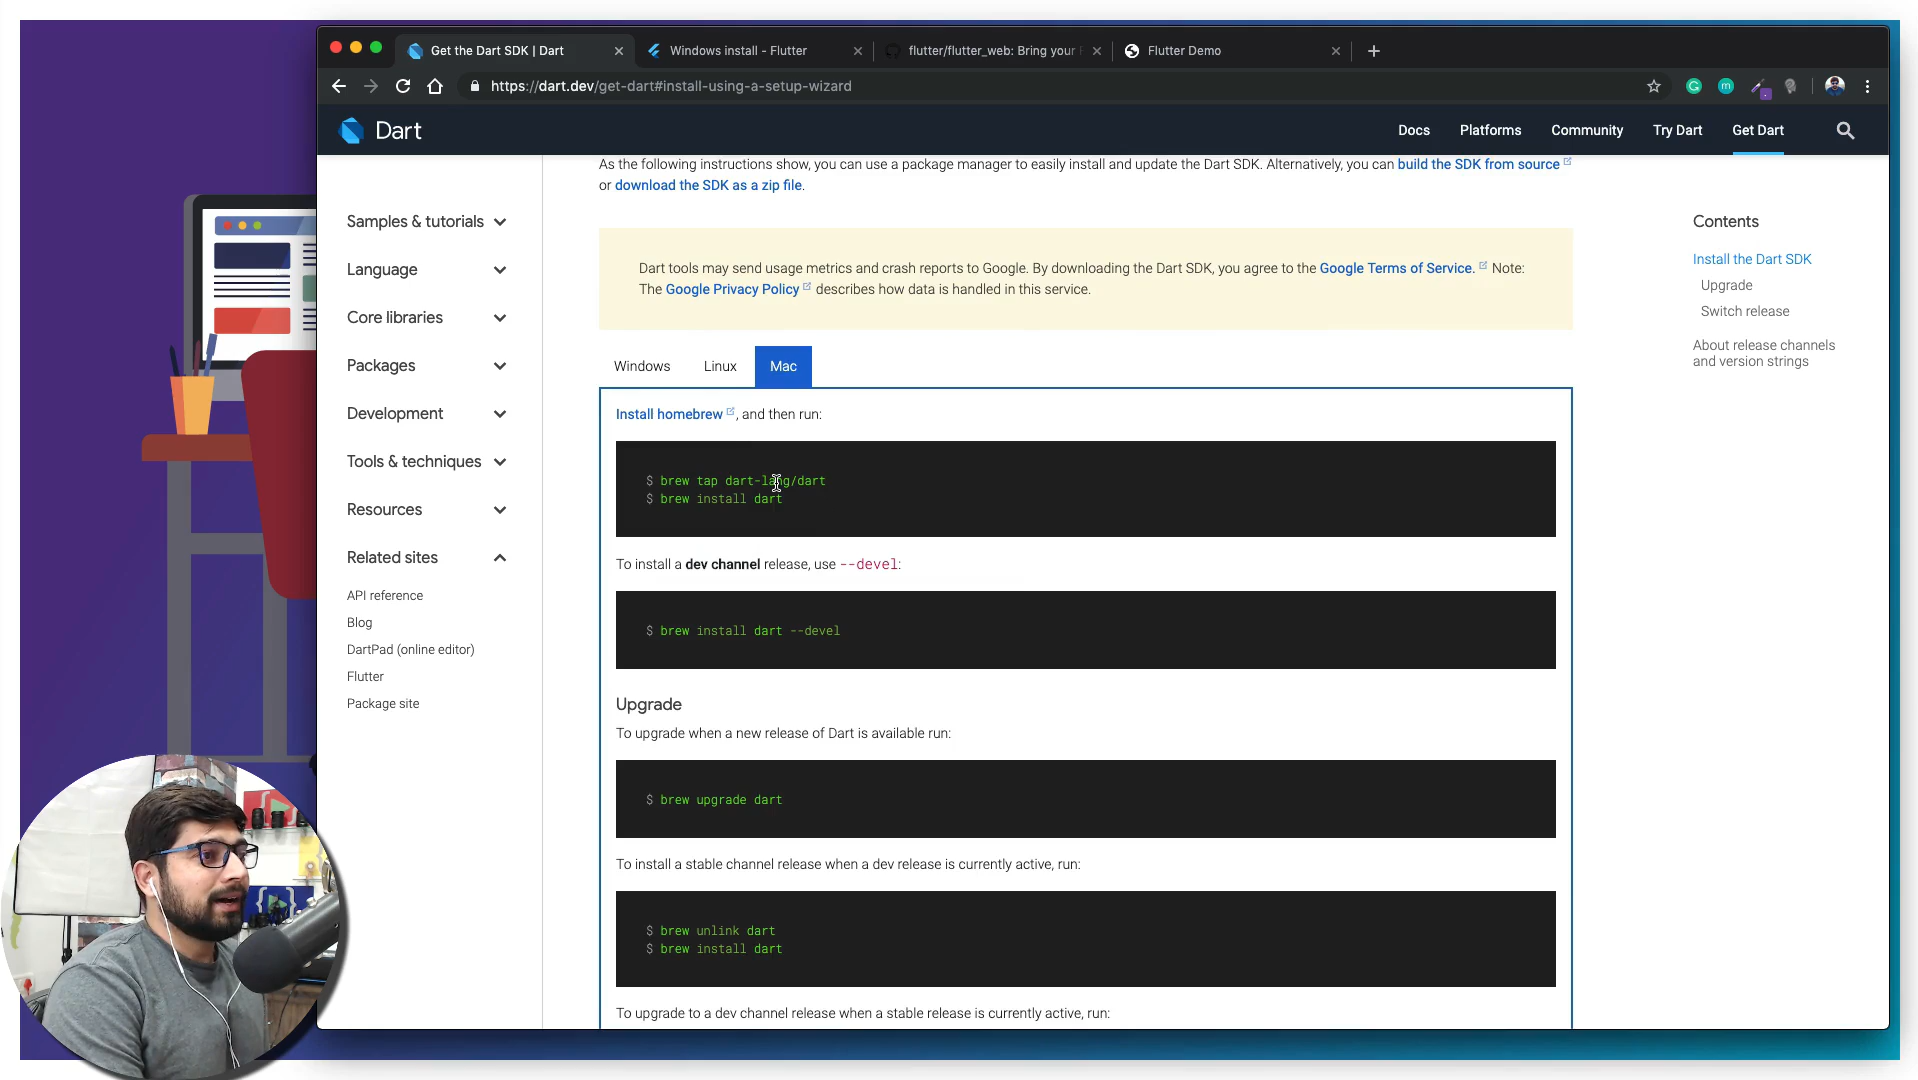 Get the Dart SDK | Dart
Windows install - Flutter
flutter/flutter_web: Bring your
Flutter Demo
https://dart.dev/get-dart#install-using-a-setup-wizard
Dart
Docs
Platforms
Community
Try Dart
Get Dart
As the following instructions show, you can use a package manager to easily install and update the Dart SDK. Alternatively, you can build the SDK from source
or download the SDK as a zip file.
Samples & tutorials
Language
Core libraries
Packages
Development
Tools & techniques
Resources
Related sites
API reference
Blog
DartPad (online editor)
Flutter
Package site
Dart tools may send usage metrics and crash reports to Google. By downloading the Dart SDK, you agree to the Google Terms of Service. Note:
The Google Privacy Policy describes how data is handled in this service.
Windows
Linux
Mac
Install homebrew, and then run:
$ brew tap dart-lang/dart
$ brew install dart
To install a dev channel release, use --devel:
$ brew install dart --devel
Upgrade
To upgrade when a new release of Dart is available run:
$ brew upgrade dart
To install a stable channel release when a dev release is currently active, run:
$ brew unlink dart
$ brew install dart
To upgrade to a dev channel release when a stable release is currently active, run:
Contents
Install the Dart SDK
Upgrade
Switch release
About release channels
and version strings